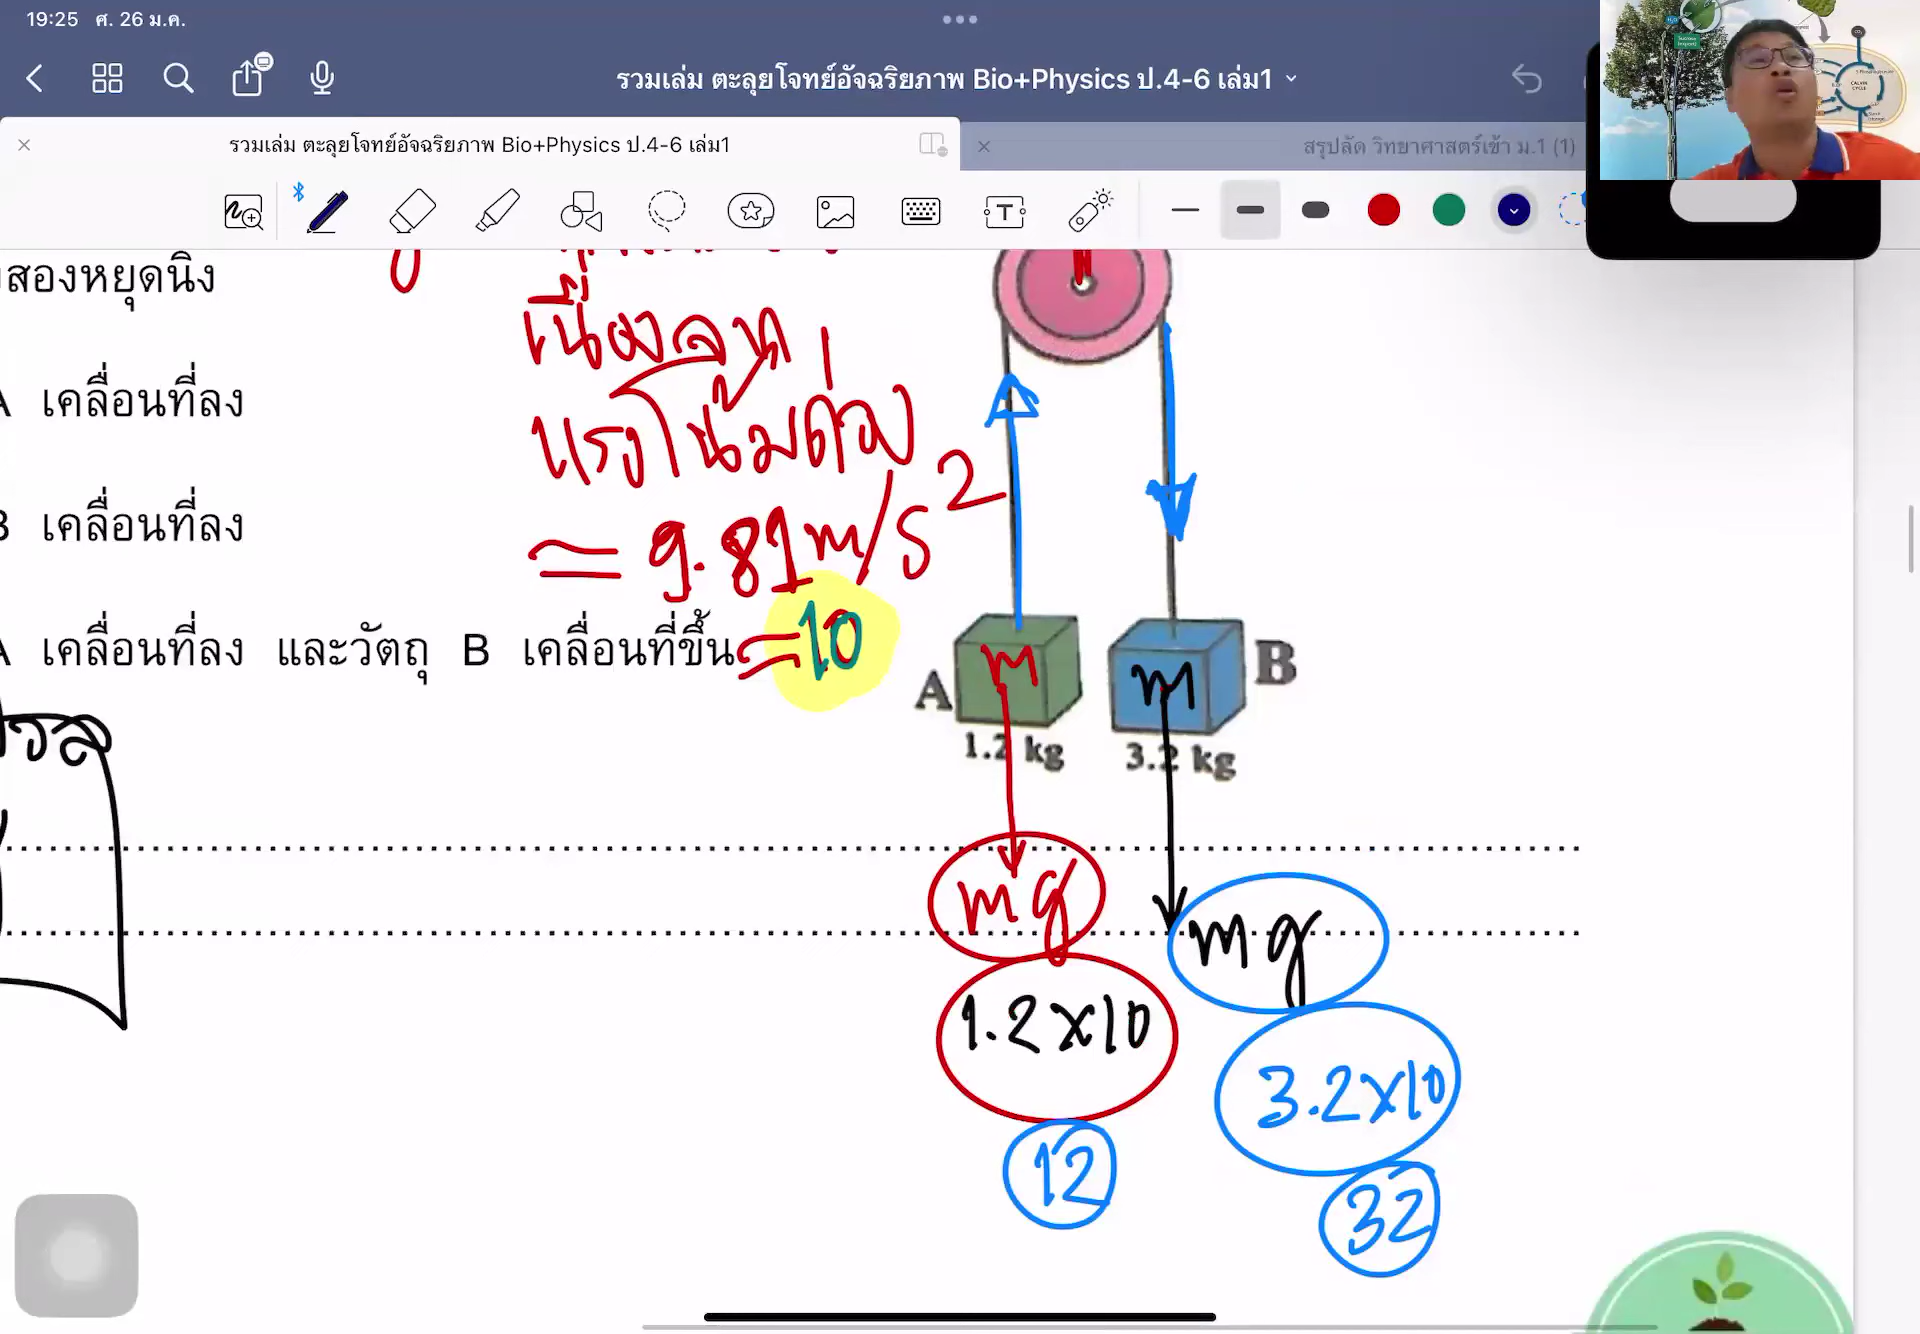 19:25 ศ. 26 ม.ค.
รวมเล่ม ตะลุยโจทย์อัจฉริยภาพ Bio+Physics ป.4-6 เล่ม1
รวมเล่ม ตะลุยโจทย์อัจฉริยภาพ Bio+Physics ป.4-6 เล่ม1
สรุปลัด วิทยาศาสตร์เข้า ม.1 (1)
CALVIN CYCLE
สองหยุดนิ่ง
เนื่องจาก
A เคลื่อนที่ลง
แรงโน้มถ่วง
B เคลื่อนที่ลง
≈ 9.81 m/s²
A เคลื่อนที่ลง และวัตถุ B เคลื่อนที่ขึ้น ≈10
m
m
A
B
1.2 kg
3.2 kg
mg
mg
1.2×10
3.2×10
12
32